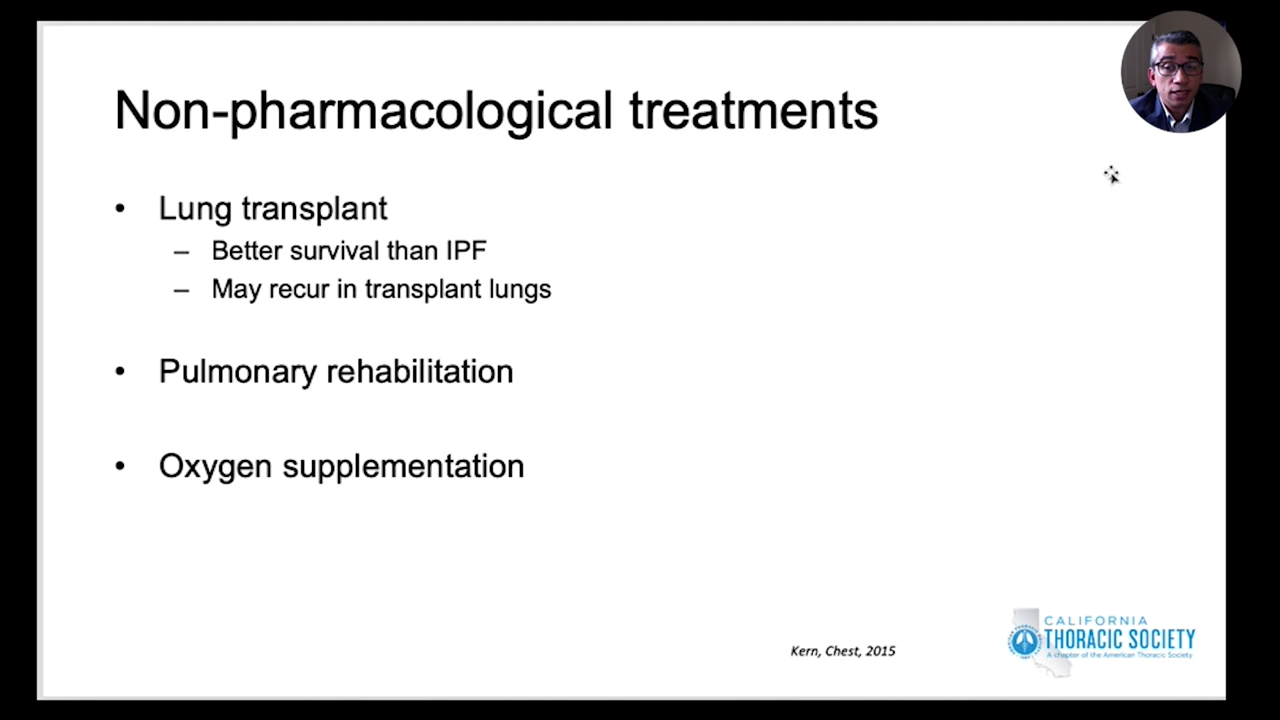 Non-pharmacological treatments
• Lung transplant
– Better survival than IPF
– May recur in transplant lungs
• Pulmonary rehabilitation
• Oxygen supplementation
Kern, Chest, 2015
CALIFORNIA
THORACIC SOCIETY
A chapter of the American Thoracic Society